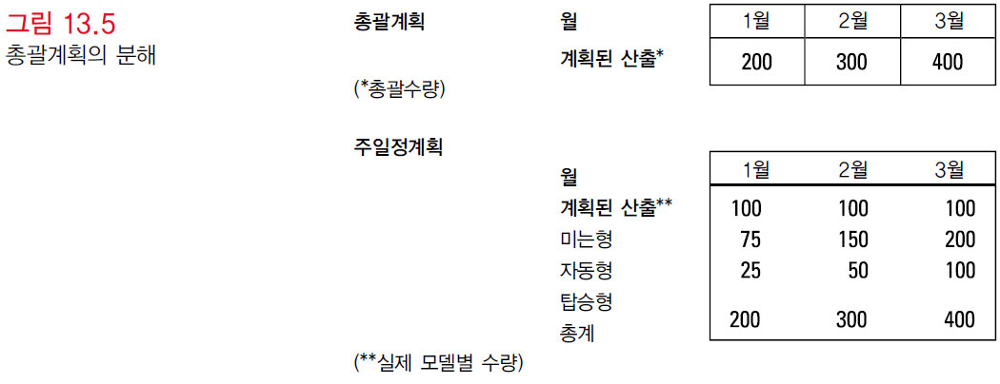 그림 13.5
총괄계획의 분해
총괄계획 월 1월 2월 3월
계획된 산출* 200 300 400
(*총괄수량)
주일정계획
월 1월 2월 3월
계획된 산출** 100 100 100
미는형 75 150 200
자동형 25 50 100
탑승형
총계 200 300 400
(**실제 모델별 수량)